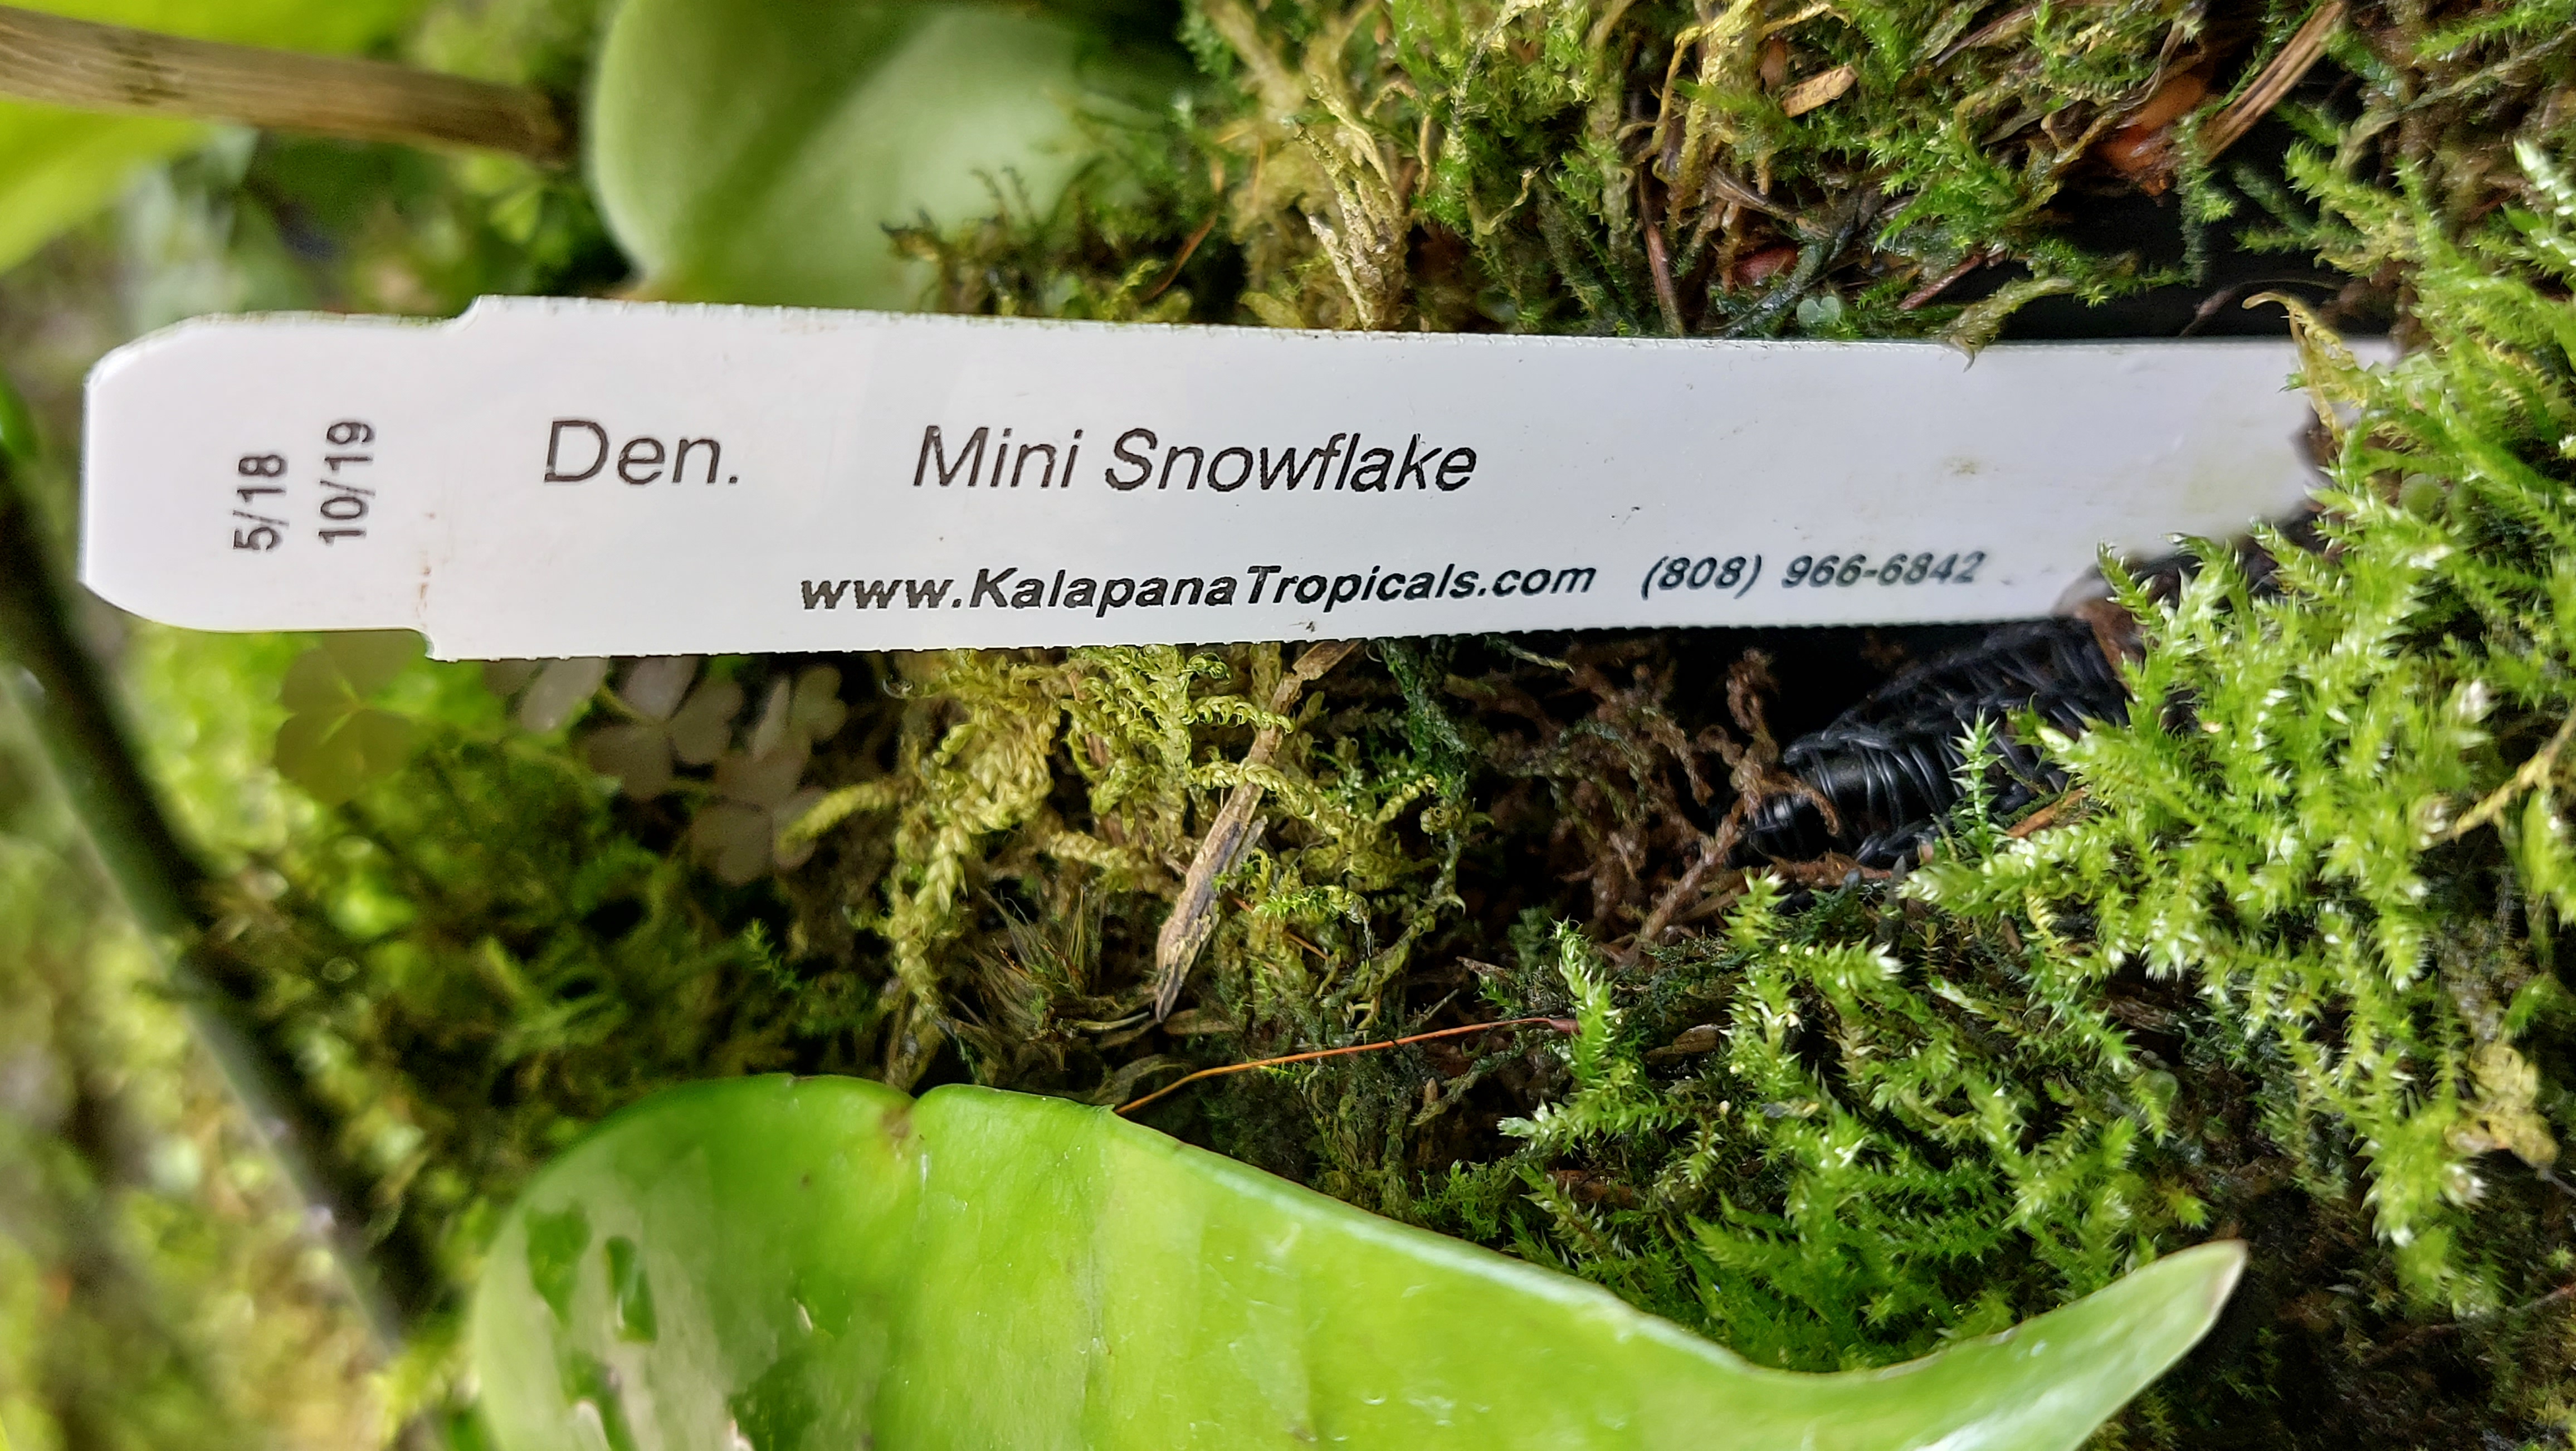 5/18
10/19
Den. Mini Snowflake
www.KalapanaTropicals.com (808) 966-6842